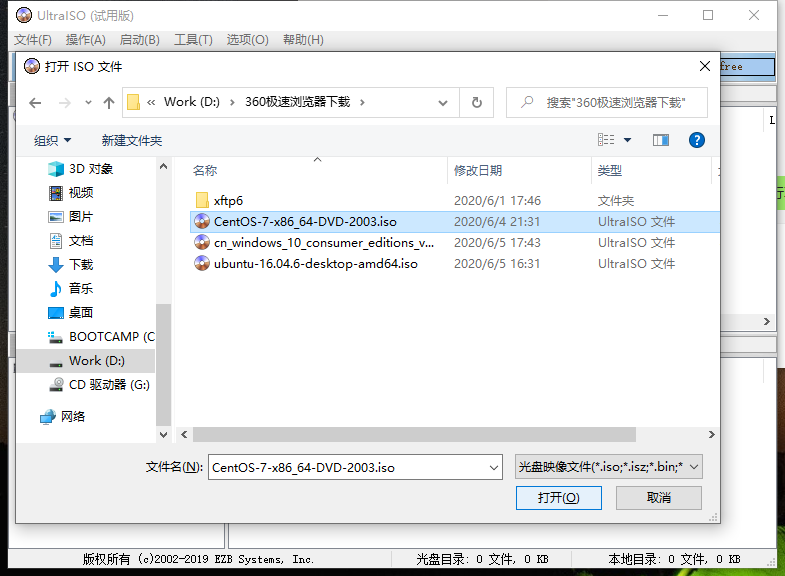 UltraISO (试用版)
文件(F) 操作(A) 启动(B) 工具(T) 选项(O) 帮助(H)
free
打开 ISO 文件
« Work (D:) › 360极速浏览器下载 ›
搜索"360极速浏览器下载"
组织 新建文件夹
名称 修改日期 类型
3D 对象
视频
图片
文档
下载
音乐
桌面
BOOTCAMP (C
Work (D:)
CD 驱动器 (G:)
网络
xftp6 2020/6/1 17:46 文件夹
CentOS-7-x86_64-DVD-2003.iso 2020/6/4 21:31 UltraISO 文件
cn_windows_10_consumer_editions_v... 2020/6/5 17:43 UltraISO 文件
ubuntu-16.04.6-desktop-amd64.iso 2020/6/5 16:31 UltraISO 文件
文件名(N): CentOS-7-x86_64-DVD-2003.iso 光盘映像文件(*.iso;*.isz;*.bin;*
打开(O) 取消
版权所有 (c)2002-2019 EZB Systems, Inc. 光盘目录: 0 文件, 0 KB 本地目录: 0 文件, 0 KB